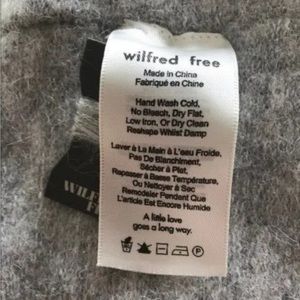 wilfred free
Made in China
Fabriqué en Chine
Hand Wash Cold,
No Bleach, Dry Flat,
Low Iron, Or Dry Clean
Reshape Whilst Damp
Laver à La Main à L'eau Froide,
Pas De Blanchiment,
Sécher à Plat,
Repasser à Basse Température,
Ou Nettoyer à Sec
Remodeler Pendant Que
L'article Est Encore Humide
A little love
goes a long way.
P